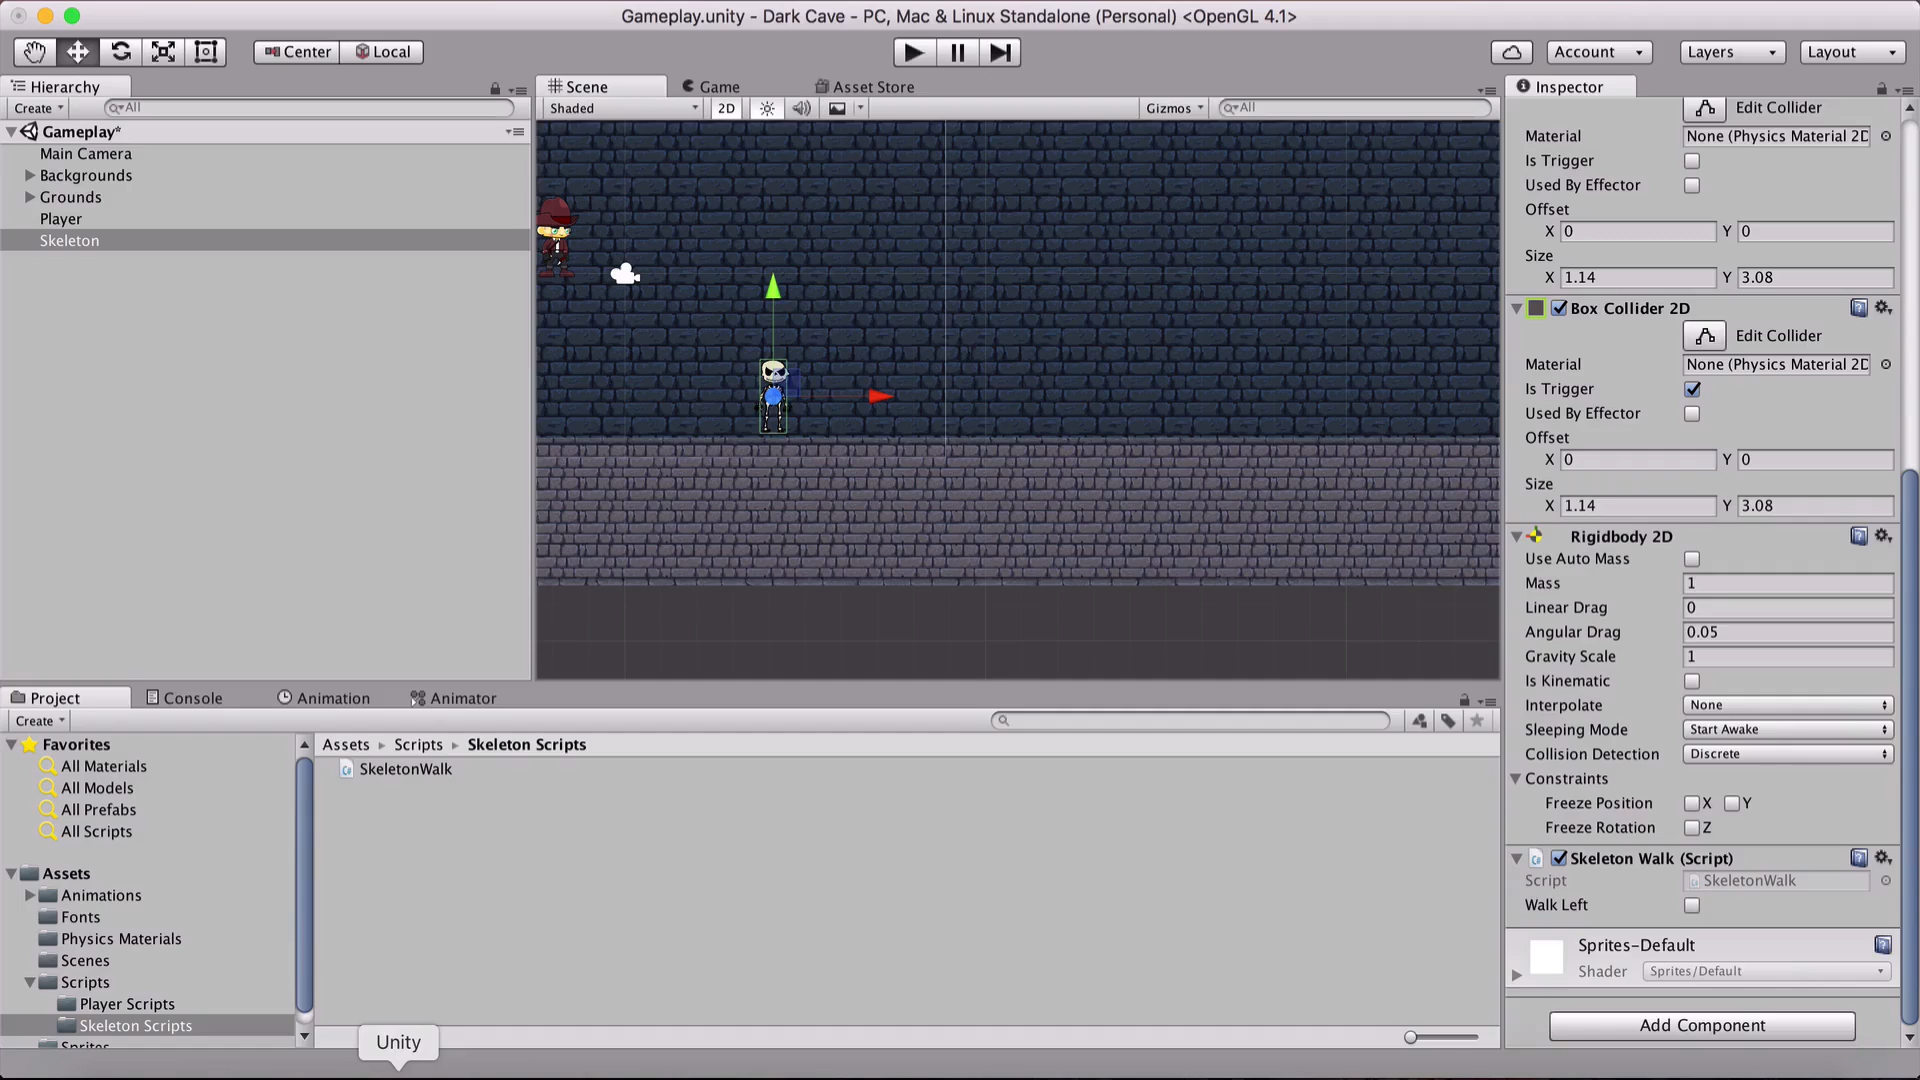 Gameplay.unity - Dark Cave - PC, Mac & Linux Standalone (Personal) <OpenGL 4.1>
Center Local Account Layers Layout
Hierarchy
Create All
Gameplay*
Main Camera
Backgrounds
Grounds
Player
Skeleton
Scene Game Asset Store
Shaded 2D Gizmos All
Inspector
Edit Collider
Material None (Physics Material 2D
Is Trigger
Used By Effector
Offset
X 0 Y 0
Size
X 1.14 Y 3.08
Box Collider 2D
Edit Collider
Material None (Physics Material 2D
Is Trigger
Used By Effector
Offset
X 0 Y 0
Size
X 1.14 Y 3.08
Rigidbody 2D
Use Auto Mass
Mass 1
Linear Drag 0
Angular Drag 0.05
Gravity Scale 1
Is Kinematic
Interpolate None
Sleeping Mode Start Awake
Collision Detection Discrete
Constraints
Freeze Position X Y
Freeze Rotation Z
C# Skeleton Walk (Script)
Script SkeletonWalk
Walk Left
Sprites-Default
Shader Sprites/Default
Add Component
Project Console Animation Animator
Create
Favorites
All Materials
All Models
All Prefabs
All Scripts
Assets
Animations
Fonts
Physics Materials
Scenes
Scripts
Player Scripts
Skeleton Scripts
Sprites
Assets Scripts Skeleton Scripts
C# SkeletonWalk
Unity